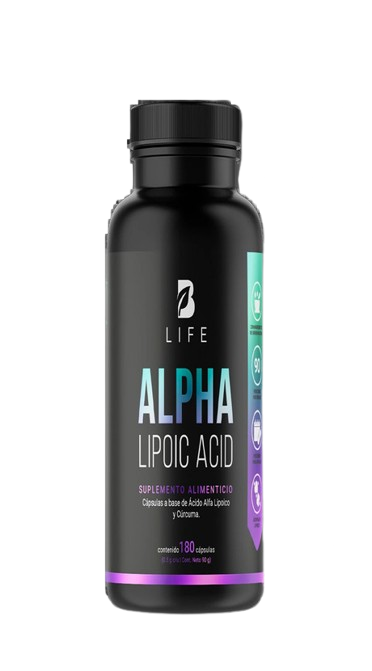 B
LIFE
ALPHA
LIPOIC ACID
SUPLEMENTO ALIMENTICIO
Cápsulas a base de Ácido Alfa Lipoico
y Cúrcuma.
contenido 180 cápsulas
90